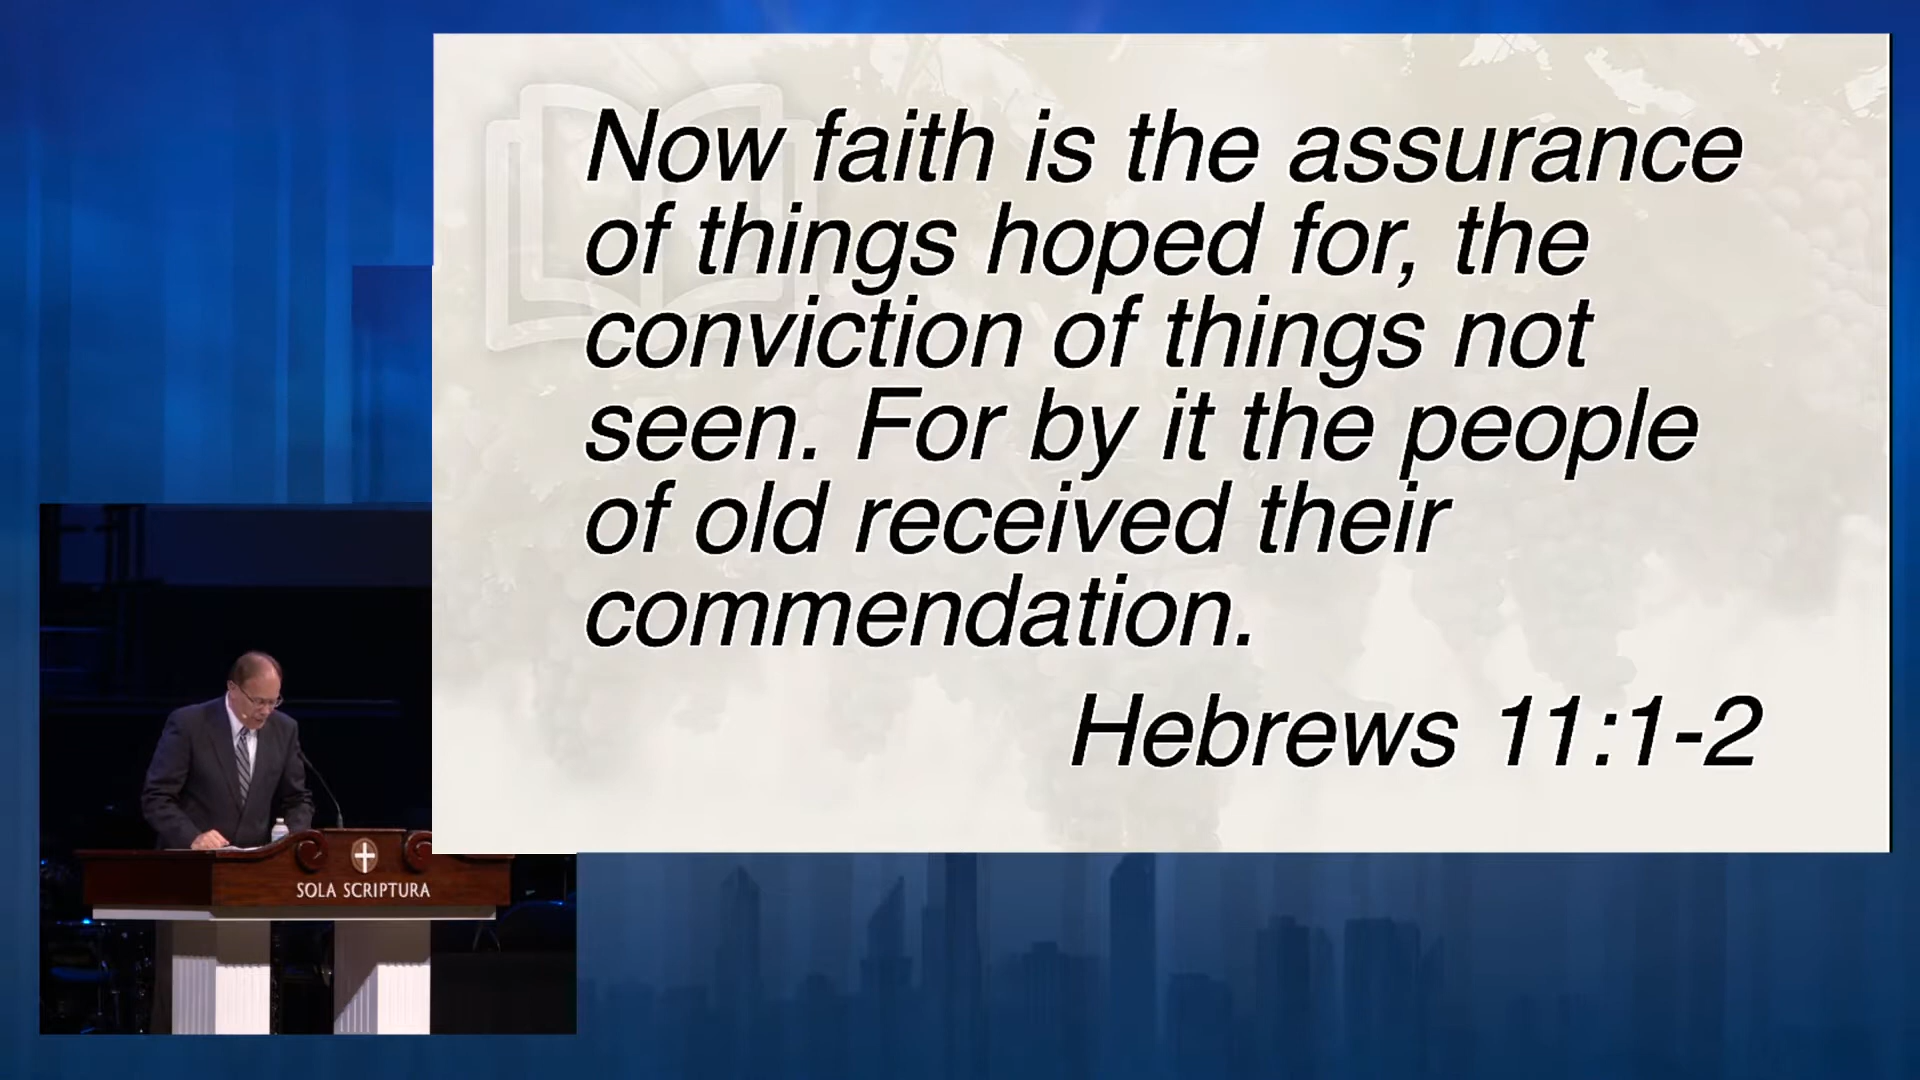 Now faith is the assurance
of things hoped for, the
conviction of things not
seen. For by it the people
of old received their
commendation.
Hebrews 11:1-2
SOLA SCRIPTURA